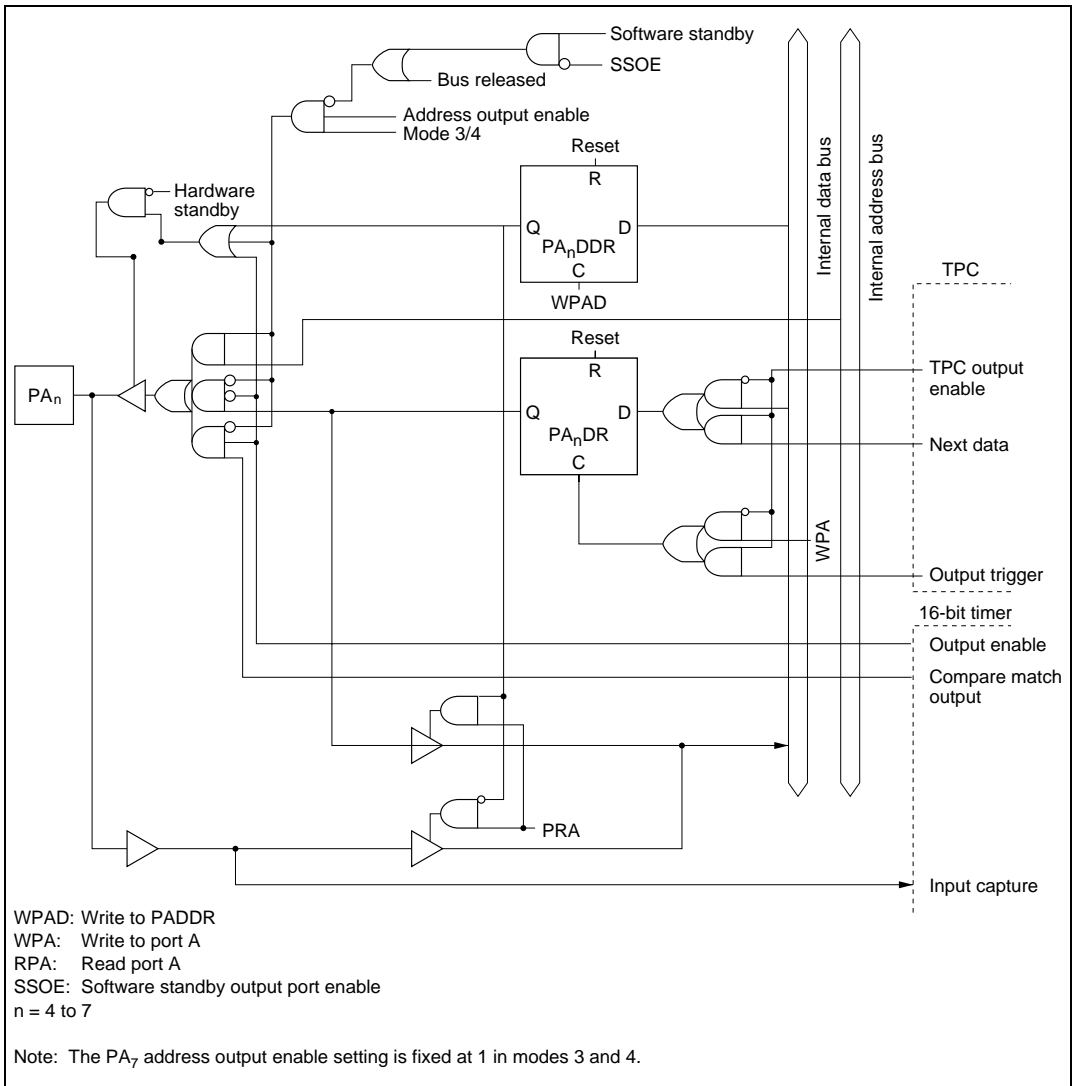 Software standby
SSOE
Bus released
Address output enable
Mode 3/4
Reset
R
Hardware
standby
Q
D
PAnDDR
C
WPAD
Internal data bus
Internal address bus
TPC
Reset
R
PAn
Q
D
PAnDR
C
TPC output
enable
Next data
WPA
Output trigger
16-bit timer
Output enable
Compare match
output
PRA
Input capture
WPAD: Write to PADDR
WPA: Write to port A
RPA: Read port A
SSOE: Software standby output port enable
n = 4 to 7
Note: The PA7 address output enable setting is fixed at 1 in modes 3 and 4.